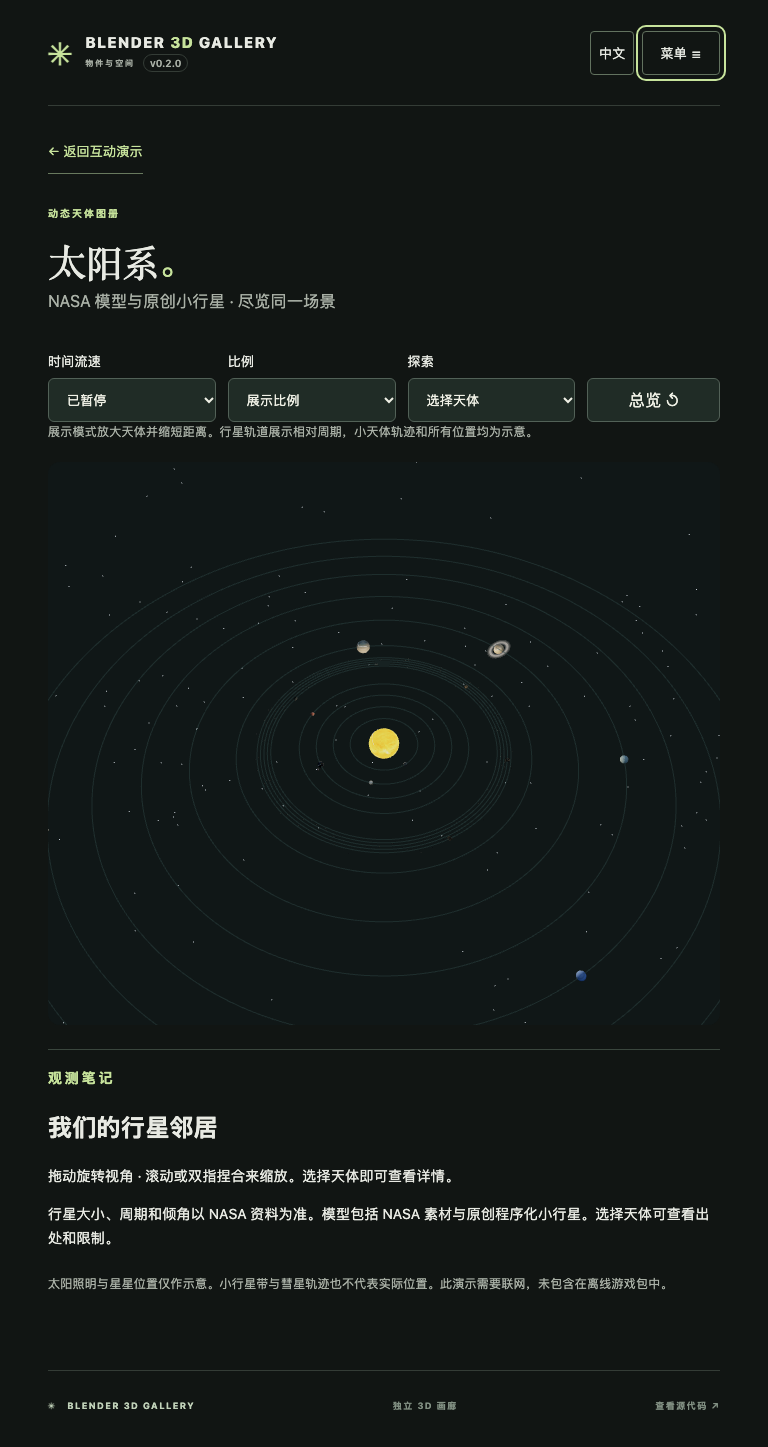 BLENDER 3D GALLERY
物件与空间 v0.2.0
中文
菜单 ≡
← 返回互动演示
动态天体图册
太阳系。
NASA 模型与原创小行星 · 尽览同一场景
时间流速 比例 探索
已暂停 展示比例 选择天体 总览 ↺
展示模式放大天体并缩短距离。行星轨道展示相对周期，小天体轨迹和所有位置均为示意。
观测笔记
我们的行星邻居
拖动旋转视角 · 滚动或双指捏合来缩放。选择天体即可查看详情。
行星大小、周期和倾角以 NASA 资料为准。模型包括 NASA 素材与原创程序化小行星。选择天体可查看出
处和限制。
太阳照明与星星位置仅作示意。小行星带与彗星轨迹也不代表实际位置。此演示需要联网，未包含在离线游戏包中。
✳ BLENDER 3D GALLERY 独立 3D 画廊 查看源代码 ↗